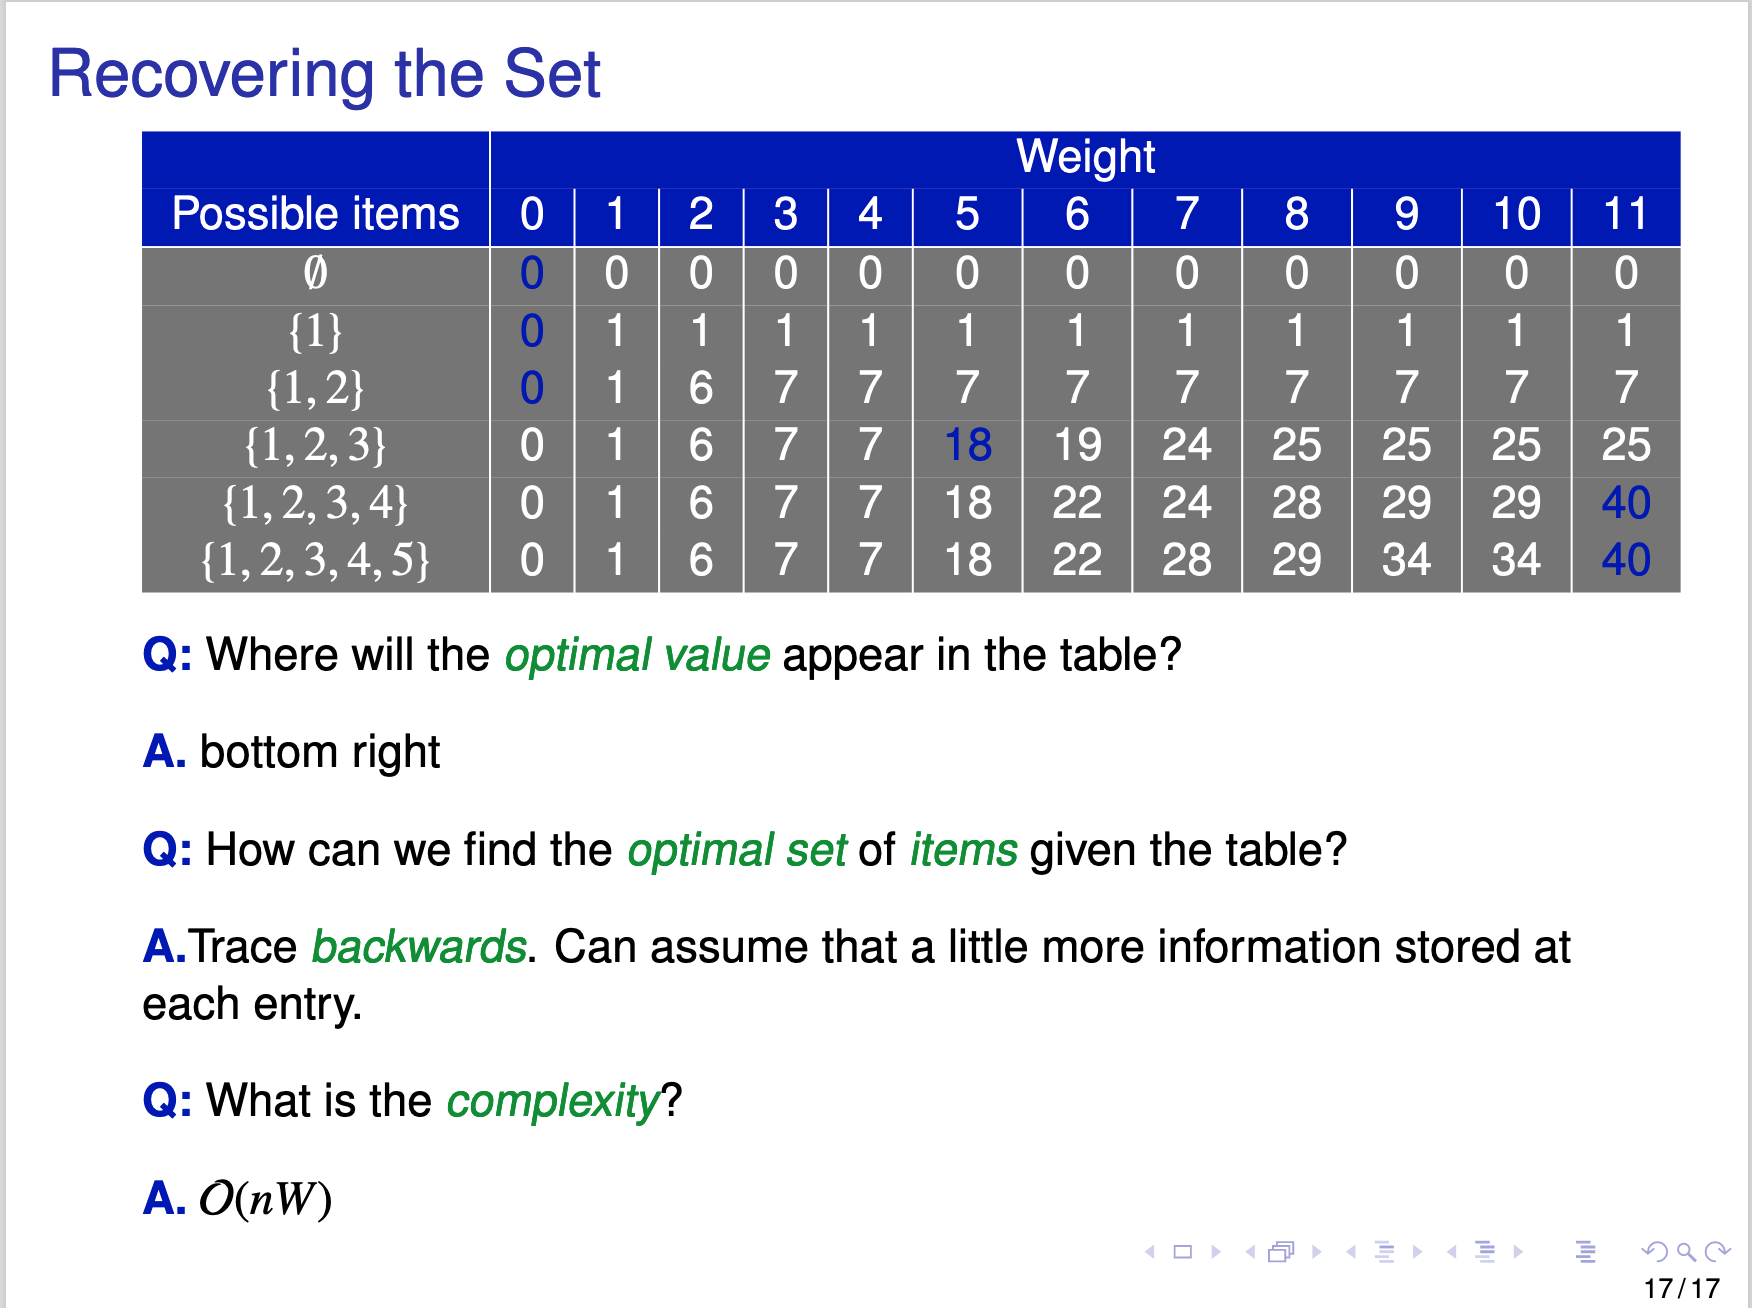 Recovering the Set
Weight
Possible items 0 1 2 3 4 5 6 7 8 9 10 11
∅ 0 0 0 0 0 0 0 0 0 0 0 0
{1} 0 1 1 1 1 1 1 1 1 1 1 1
{1, 2} 0 1 6 7 7 7 7 7 7 7 7 7
{1, 2, 3} 0 1 6 7 7 18 19 24 25 25 25 25
{1, 2, 3, 4} 0 1 6 7 7 18 22 24 28 29 29 40
{1, 2, 3, 4, 5} 0 1 6 7 7 18 22 28 29 34 34 40
Q: Where will the optimal value appear in the table?
A. bottom right
Q: How can we find the optimal set of items given the table?
A.Trace backwards. Can assume that a little more information stored at
each entry.
Q: What is the complexity?
A. O(nW)
17/17